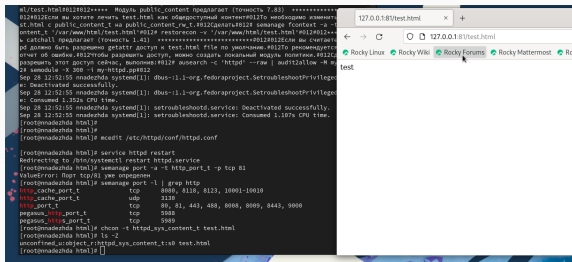 ml/test.html#012#012***** Модуль public_content предлагает (точность 7.83)
012#012Если вы хотите лечить test.html как общедоступный контент#012То необходимо изменить
st.html с public_content_t на public_content_rw_t.#012Сделать#012# semanage fcontext -a -t
ontent_t '/var/www/html/test.html'#012# restorecon -v '/var/www/html/test.html'#012#012***
м catchall предлагает (точность 1.41)
рd должно быть разрешено getattr доступ к test.html file по умолчанию.#012То рекомендуется
отчет об ошибке.#012Чтобы разрешить доступ, можно создать локальный модуль политики.#012
разрешить этот доступ сейчас, выполнив:#012# ausearch -c 'httpd' --raw | audit2allow -M
2# semodule -X 300 -i my-httpd.pp#012
Sep 28 12:52:55 nnadezhda systemd[1]: dbus-:1.1-org.fedoraproject.SetroubleshootPrivileged
e: Deactivated successfully.
Sep 28 12:52:55 nnadezhda systemd[1]: dbus-:1.1-org.fedoraproject.SetroubleshootPrivileged
e: Consumed 1.352s CPU time.
Sep 28 12:52:55 nnadezhda systemd[1]: setroubleshootd.service: Deactivated successfully.
Sep 28 12:52:55 nnadezhda systemd[1]: setroubleshootd.service: Consumed 1.107s CPU time.
[root@nnadezhda html]#
[root@nnadezhda html]#
[root@nnadezhda html]# mcedit /etc/httpd/conf/httpd.conf
[root@nnadezhda html]# service httpd restart
Redirecting to /bin/systemctl restart httpd.service
[root@nnadezhda html]# semanage port -a -t http_port_t -p tcp 81
ValueError: Порт tcp/81 уже определен
[root@nnadezhda html]# semanage port -l | grep http
http_cache_port_t tcp 8080, 8118, 8123, 10001-10010
http_cache_port_t udp 3130
http_port_t tcp 80, 81, 443, 488, 8008, 8009, 8443, 9000
pegasus_http_port_t tcp 5988
pegasus_https_port_t tcp 5989
[root@nnadezhda html]# chcon -t httpd_sys_content_t test.html
[root@nnadezhda html]# ls -Z
unconfined_u:object_r:httpd_sys_content_t:s0 test.html
[root@nnadezhda html]#
127.0.0.1:81/test.html × +
127.0.0.1:81/test.html
Rocky Linux Rocky Wiki Rocky Forums Rocky Mattermost Ro
test